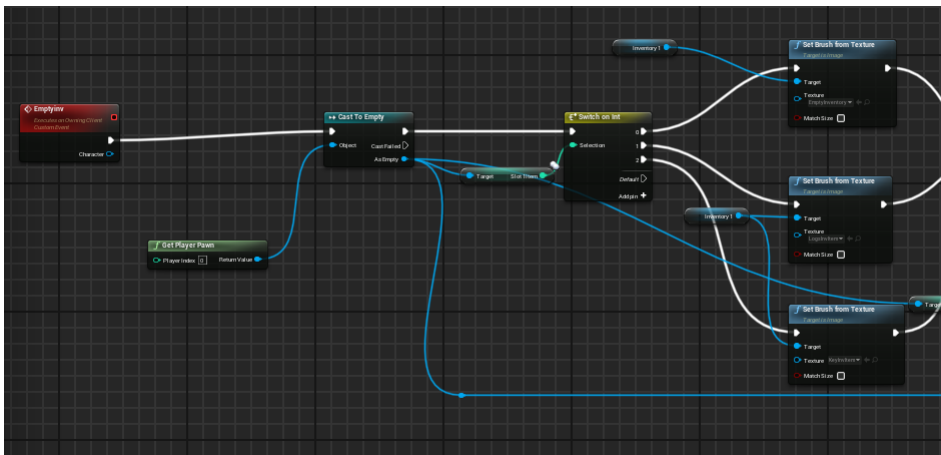 Emptyinv
Executes on Owning Client
Custom Event
Character
Get Player Pawn
Player Index 0 Return Value
Cast To Empty
Object Cast Failed
As Empty
Target
Switch on Int
0
Selection 1
2
Default
Add pin +
Inventory 1
Inventory 1
Set Brush from Texture
Target is Image
Target
Texture
EmptyInventory
Match Size
Set Brush from Texture
Target is Image
Target
Texture
Match Size
Set Brush from Texture
Target is Image
Target
Texture KeyInvItem
Match Size